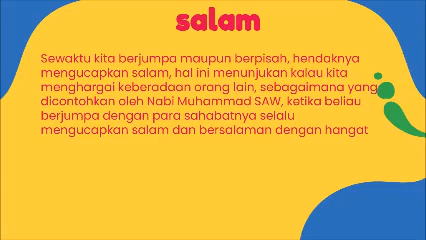 salam
Sewaktu kita berjumpa maupun berpisah, hendaknya
mengucapkan salam, hal ini menunjukan kalau kita
menghargai keberadaan orang lain, sebagaimana yang
dicontohkan oleh Nabi Muhammad SAW, ketika beliau
berjumpa dengan para sahabatnya selalu
mengucapkan salam dan bersalaman dengan hangat